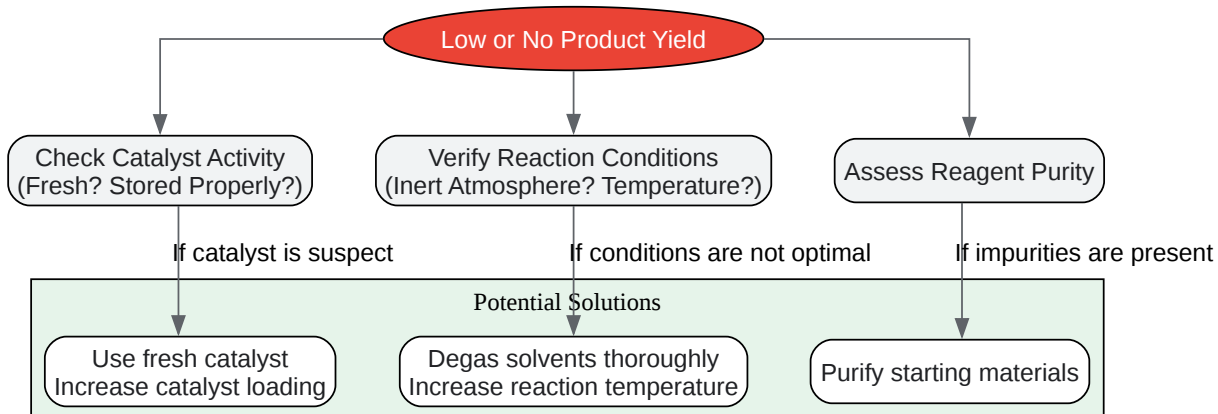 Low or No Product Yield
Check Catalyst Activity
(Fresh? Stored Properly?)
Verify Reaction Conditions
(Inert Atmosphere? Temperature?)
Assess Reagent Purity
If catalyst is suspect
If conditions are not optimal
If impurities are present
Potential Solutions
Use fresh catalyst
Increase catalyst loading
Degas solvents thoroughly
Increase reaction temperature
Purify starting materials